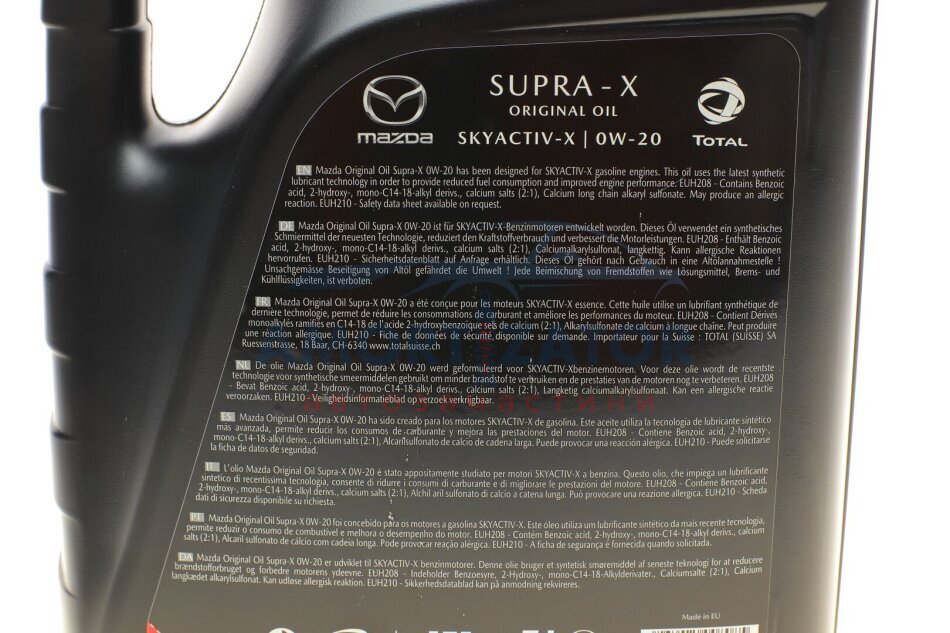 SUPRA - X
ORIGINAL OIL
mazda
SKYACTIV-X | 0W-20
TOTAL
EN Mazda Original Oil Supra-X 0W-20 has been designed for SKYACTIV-X gasoline engines. This oil uses the latest synthetic
lubricant technology in order to provide reduced fuel consumption and improved engine performance. EUH208 - Contains Benzoic
acid, 2-hydroxy-, mono-C14-18-alkyl derivs., calcium salts (2:1), Calcium long chain alkaryl sulfonate. May produce an allergic
reaction. EUH210 - Safety data sheet available on request.
DE Mazda Original Oil Supra-X 0W-20 ist für SKYACTIV-X-Benzinmotoren entwickelt worden. Dieses Öl verwendet ein synthetisches
Schmiermittel der neuesten Technologie, reduziert den Kraftstoffverbrauch und verbessert die Motorleistungen. EUH208 - Enthält Benzoic
acid, 2-hydroxy-, mono-C14-18-alkyl derivs., calcium salts (2:1), Calciumalkarylsulfonat, langkettig. Kann allergische Reaktionen
hervorrufen. EUH210 - Sicherheitsdatenblatt auf Anfrage erhältlich. Dieses Öl gehört nach Gebrauch in eine Altölannahmestelle !
Unsachgemasse Beseitigung von Altöl gefährdet die Umwelt ! Jede Beimischung von Fremdstoffen wie Lösungsmittel, Brems- und
Kühlflüssigkeiten, ist verboten.
FR Mazda Original Oil Supra-X 0W-20 a été conçue pour les moteurs SKYACTIV-X essence. Cette huile utilise un lubrifiant synthétique de
dernière technologie, permet de réduire les consommations de carburant et améliore les performances du moteur. EUH208 - Contient Dérivés
monoalkylés ramifiés en C14-18 de l'acide 2-hydroxybenzoique sels de calcium (2:1), Alkarylsulfonate de calcium à longue chaîne. Peut produire
une réaction allergique. EUH210 - Fiche de données de sécurité disponible sur demande. Importateur pour la Suisse : TOTAL (SUISSE) SA
Ruessenstrasse, 18 Baar, CH 6340 www.totalsuisse.ch
NL De olie Mazda Original Oil Supra-X 0W-20 werd geformuleerd voor SKYACTIV-Xbenzinemotoren. Voor deze olie wordt de recentste
technologie voor synthetische smeermiddelen gebruikt om minder brandstof te verbruiken en de prestaties van de motoren nog te verbeteren. EUH208
- Bevat Benzoic acid, 2-hydroxy-, mono-C14-18-alkyl derivs., calcium salts (2:1), Langketig calcium alkarylsulfonaat. Kan een allergische reactie
veroorzaken. EUH210 - Veiligheidsinformatieblad op verzoek verkrijgbaar.
ES Mazda Original Oil Supra-X 0W-20 ha sido creado para los motores SKYACTIV-X de gasolina. Este aceite utiliza la tecnología de lubricante sintético
más avanzada, permite reducir los consumos de carburante y mejora las prestaciones del motor. EUH208 - Contiene Benzoic acid, 2-hydroxy-,
mono-C14-18-alkyl derivs., calcium salts (2:1), Alcarilsulfonato de calcio de cadena larga. Puede provocar una reacción alérgica. EUH210 - Puede solicitarse
la ficha de datos de seguridad.
IT L'olio Mazda Original Oil Supra-X 0W-20 è stato appositamente studiato per motori SKYACTIV-X a benzina. Questo olio, che impiega un lubrificante
sintetico di recentissima tecnologia, consente di ridurre i consumi di carburante e di migliorare le prestazioni del motore. EUH208 - Contiene Benzoic acid,
2-hydroxy-, mono-C14-18-alkyl derivs., calcium salts (2:1), Alchil aril sulfonato di calcio a catena lunga. Può provocare una reazione allergica. EUH210 - Scheda
dati di sicurezza disponibile su richiesta.
PT Mazda Original Oil Supra-X 0W-20 foi concebido para os motores a gasolina SKYACTIV-X. Este óleo utiliza um lubrificante sintético da mais recente tecnologia,
permite reduzir o consumo de combustível e melhora o desempenho do motor. EUH208 - Contém Benzoic acid, 2-hydroxy-, mono-C14-18-alkyl derivs., calcium salts
(2:1), Alcaril sulfonato de cálcio com cadeia longa. Pode provocar reação alérgica. EUH210 - A ficha de segurança é fornecida quando solicitada.
DA Mazda Original Oil Supra-X 0W-20 er udviklet til SKYACTIV-X benzinmotorer. Denne olie bruger et syntetisk smøremiddel af seneste teknologi for at reducere
brændstofforbruget og forbedre motorens ydeevne. EUH208 - Indeholder Benzoesyre, 2-Hydroxy-, mono-C14-18-Alkylderivater., Calciumsalte (2:1), Calcium
langkædet alkarylsulfonat. Kan udløse allergisk reaktion. EUH210 - Sikkerhedsdatablad kan på anmodning rekvireres.
Made in EU